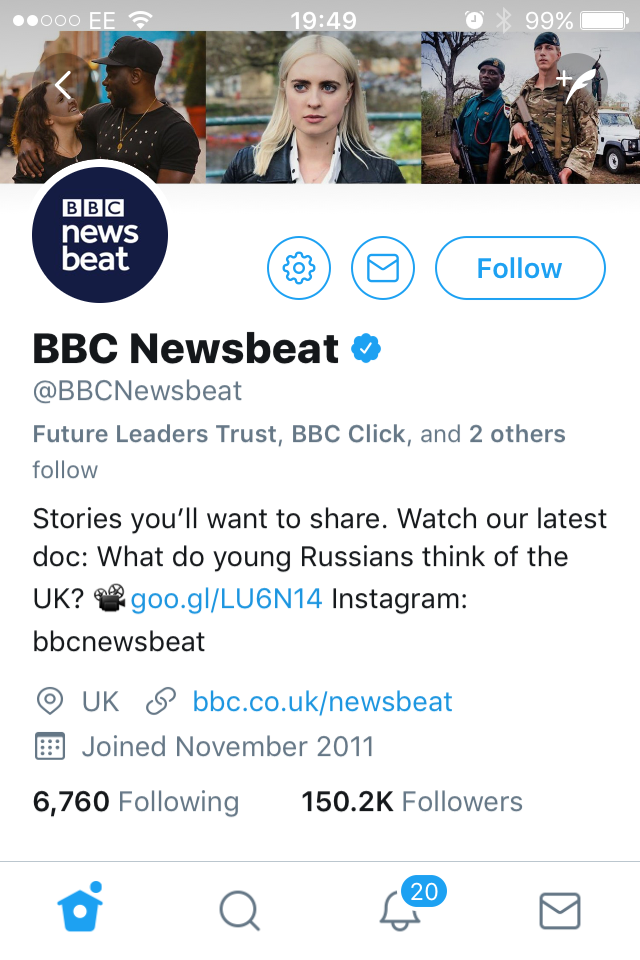 EE 19:49 99%
BBC
news
beat
Follow
BBC Newsbeat
@BBCNewsbeat
Future Leaders Trust, BBC Click, and 2 others
follow
Stories you’ll want to share. Watch our latest
doc: What do young Russians think of the
UK? 🎥 goo.gl/LU6N14 Instagram:
bbcnewsbeat
UK bbc.co.uk/newsbeat
Joined November 2011
6,760 Following 150.2K Followers
20